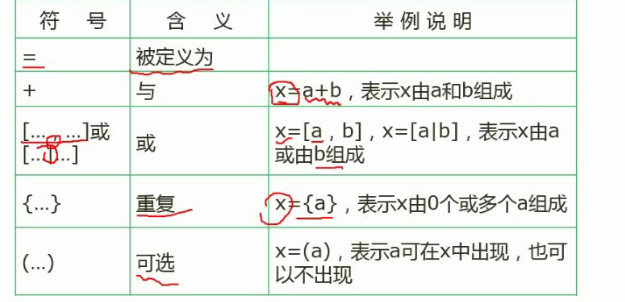 符 号 含 义 举例说明
= 被定义为
+ 与 x=a+b，表示x由a和b组成
[…，…]或
[…|…]
或
x=[a，b]，x=[a|b]，表示x由a
或由b组成
{…} 重复 x={a}，表示x由0个或多个a组成
(…) 可选
x=(a)，表示a可在x中出现，也可
以不出现